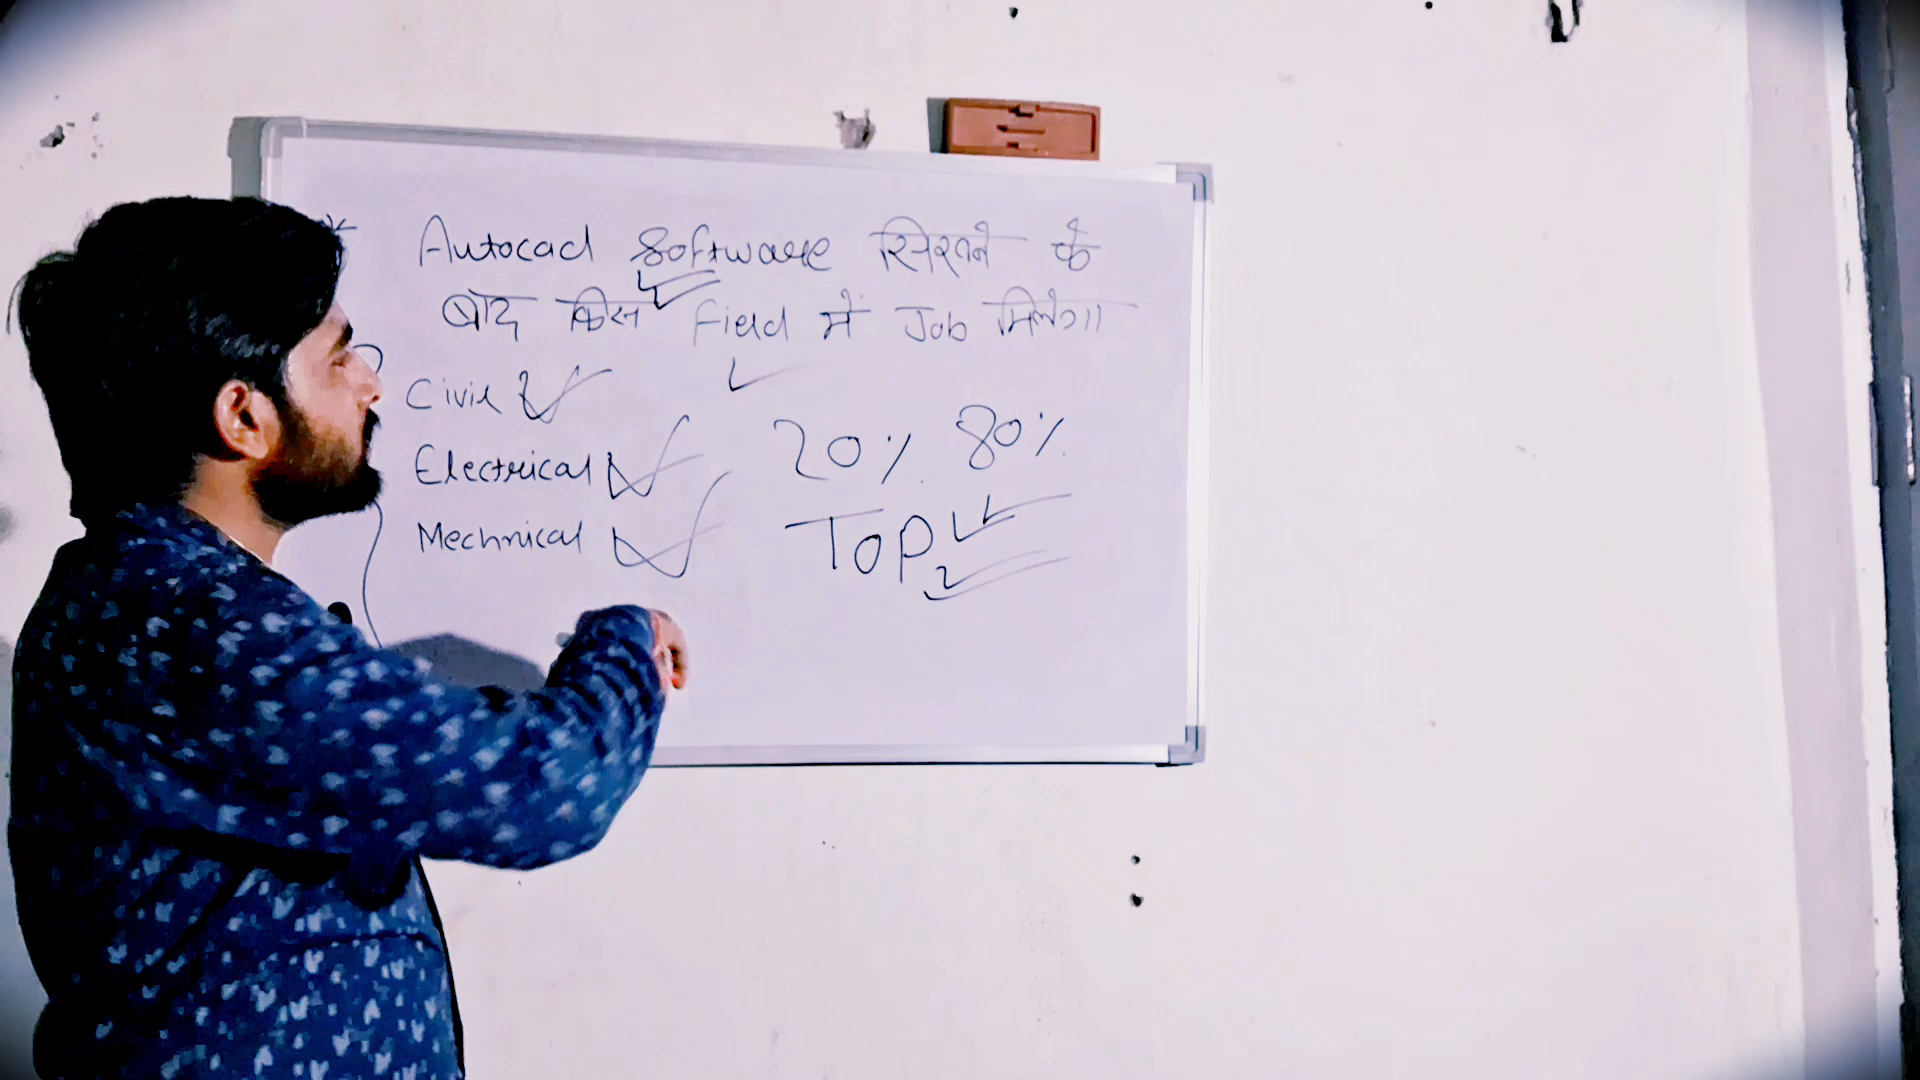 Autocad Software सिखने के
बाद किस Field में Job मिलेगा
Civil
Electrical
Mechnical
20% 80%
Top